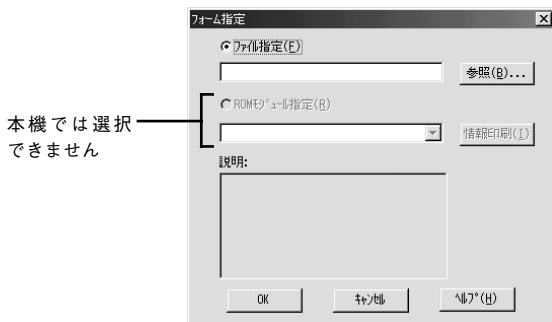 フォーム指定
ファイル指定(F)
参照(B)...
ROMモジュール指定(R)
本機では選択
できません
情報印刷(I)
説明:
OK
キャンセル
ヘルプ(H)